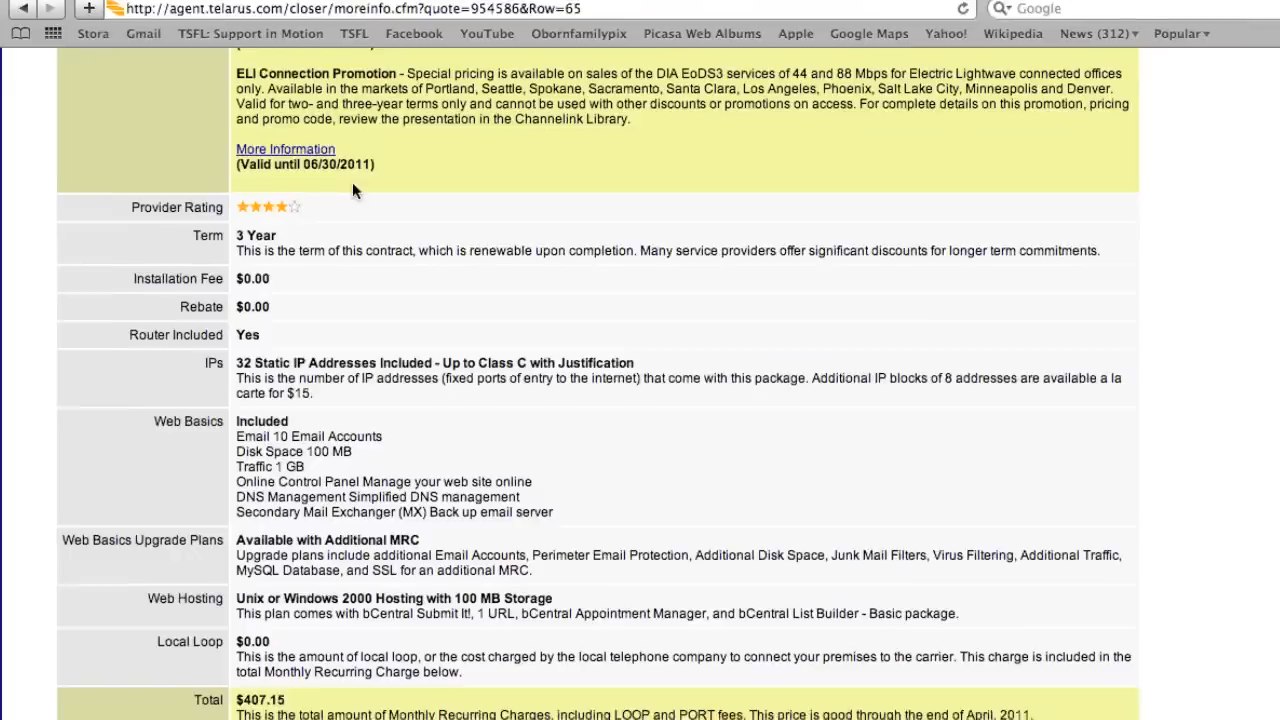 http://agent.telarus.com/closer/moreinfo.cfm?quote=954586&Row=65
Google
Stora Gmail TSFL: Support in Motion TSFL Facebook YouTube Obornfamilypix Picasa Web Albums Apple Google Maps Yahoo! Wikipedia News (312) Popular
ELI Connection Promotion - Special pricing is available on sales of the DIA EoDS3 services of 44 and 88 Mbps for Electric Lightwave connected offices
only. Available in the markets of Portland, Seattle, Spokane, Sacramento, Santa Clara, Los Angeles, Phoenix, Salt Lake City, Minneapolis and Denver.
Valid for two- and three-year terms only and cannot be used with other discounts or promotions on access. For complete details on this promotion, pricing
and promo code, review the presentation in the Channelink Library.
More Information
(Valid until 06/30/2011)
Provider Rating
Term 3 Year
This is the term of this contract, which is renewable upon completion. Many service providers offer significant discounts for longer term commitments.
Installation Fee $0.00
Rebate $0.00
Router Included Yes
IPs 32 Static IP Addresses Included - Up to Class C with Justification
This is the number of IP addresses (fixed ports of entry to the internet) that come with this package. Additional IP blocks of 8 addresses are available a la
carte for $15.
Web Basics Included
Email 10 Email Accounts
Disk Space 100 MB
Traffic 1 GB
Online Control Panel Manage your web site online
DNS Management Simplified DNS management
Secondary Mail Exchanger (MX) Back up email server
Web Basics Upgrade Plans Available with Additional MRC
Upgrade plans include additional Email Accounts, Perimeter Email Protection, Additional Disk Space, Junk Mail Filters, Virus Filtering, Additional Traffic,
MySQL Database, and SSL for an additional MRC.
Web Hosting Unix or Windows 2000 Hosting with 100 MB Storage
This plan comes with bCentral Submit It!, 1 URL, bCentral Appointment Manager, and bCentral List Builder - Basic package.
Local Loop $0.00
This is the amount of local loop, or the cost charged by the local telephone company to connect your premises to the carrier. This charge is included in the
total Monthly Recurring Charge below.
Total $407.15
This is the total amount of Monthly Recurring Charges, including LOOP and PORT fees. This price is good through the end of April, 2011.